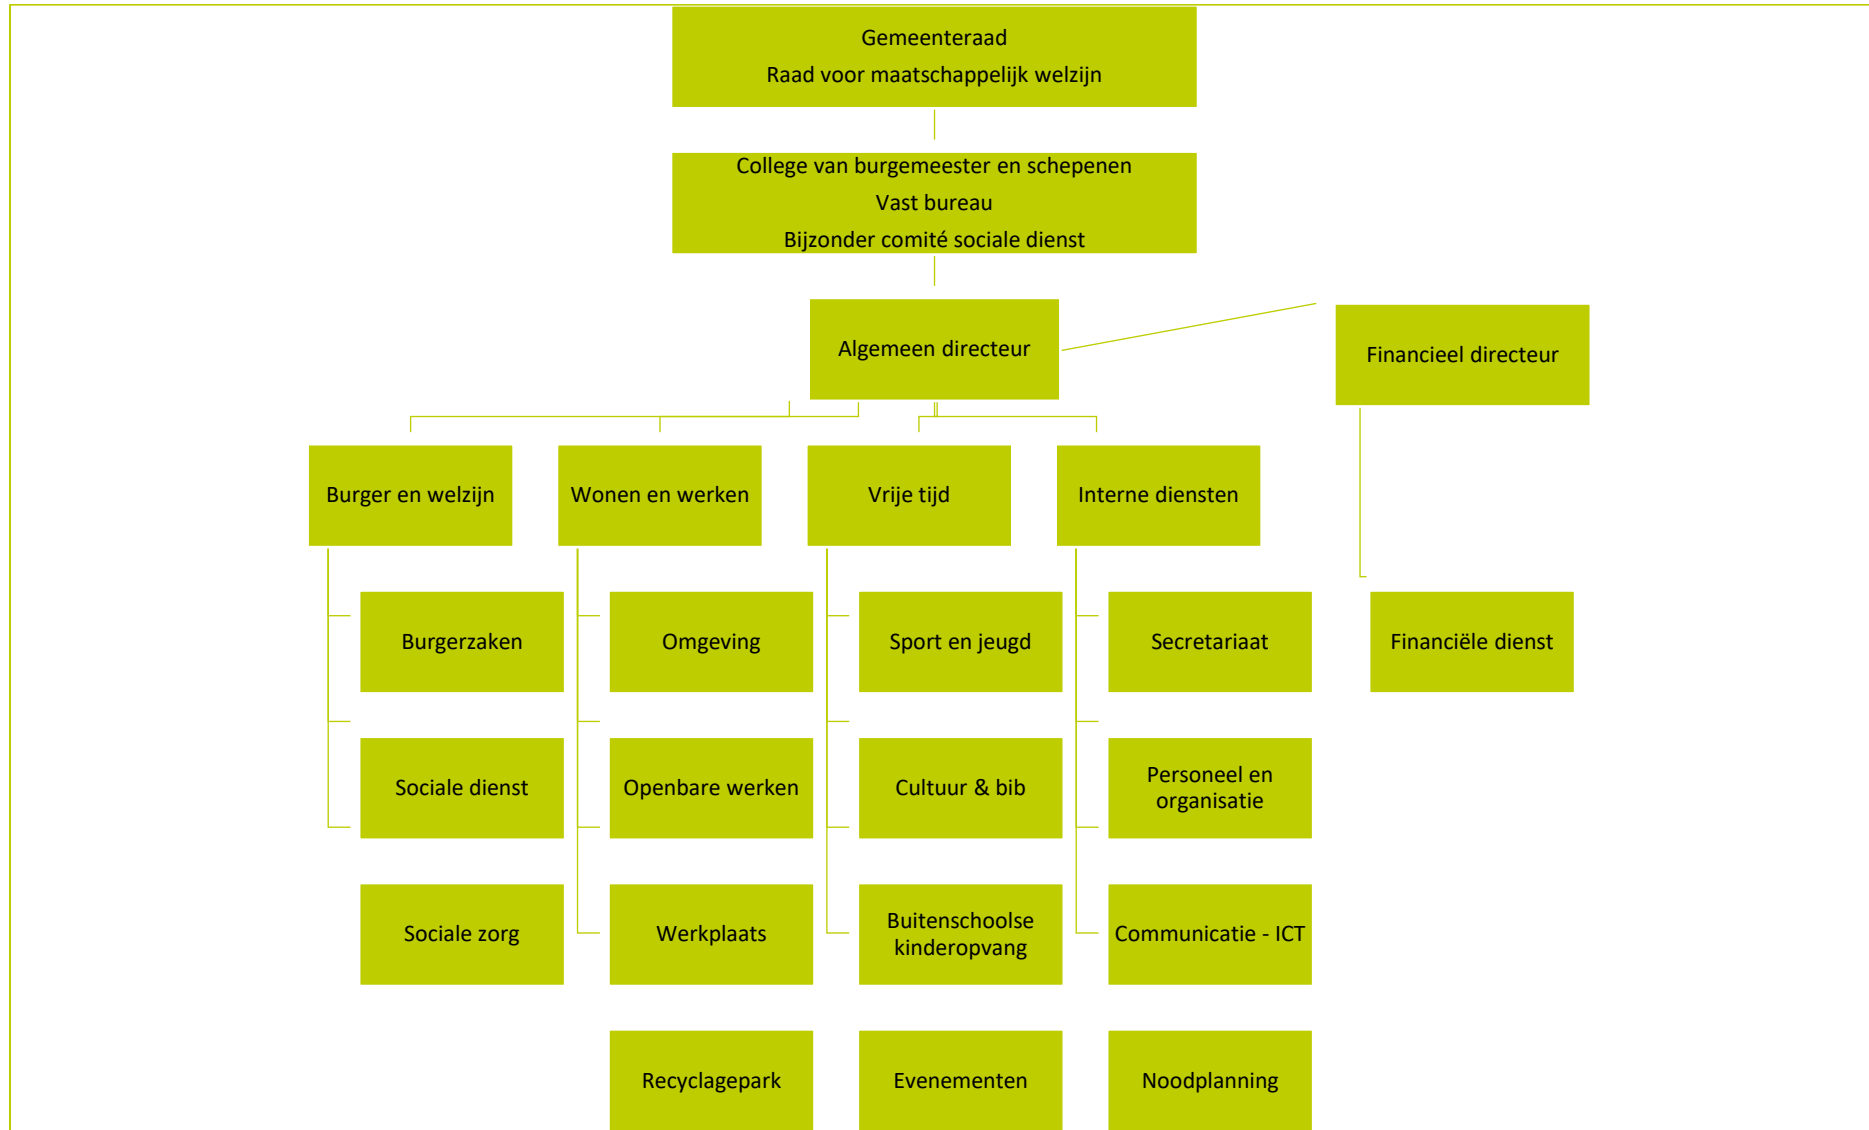 Gemeenteraad
Raad voor maatschappelijk welzijn
College van burgemeester en schepenen
Vast bureau
Bijzonder comité sociale dienst
Algemeen directeur
Financieel directeur
Burger en welzijn
Wonen en werken
Vrije tijd
Interne diensten
Burgerzaken
Omgeving
Sport en jeugd
Secretariaat
Financiële dienst
Sociale dienst
Openbare werken
Cultuur & bib
Personeel en
organisatie
Sociale zorg
Werkplaats
Buitenschoolse
kinderopvang
Communicatie - ICT
Recyclagepark
Evenementen
Noodplanning